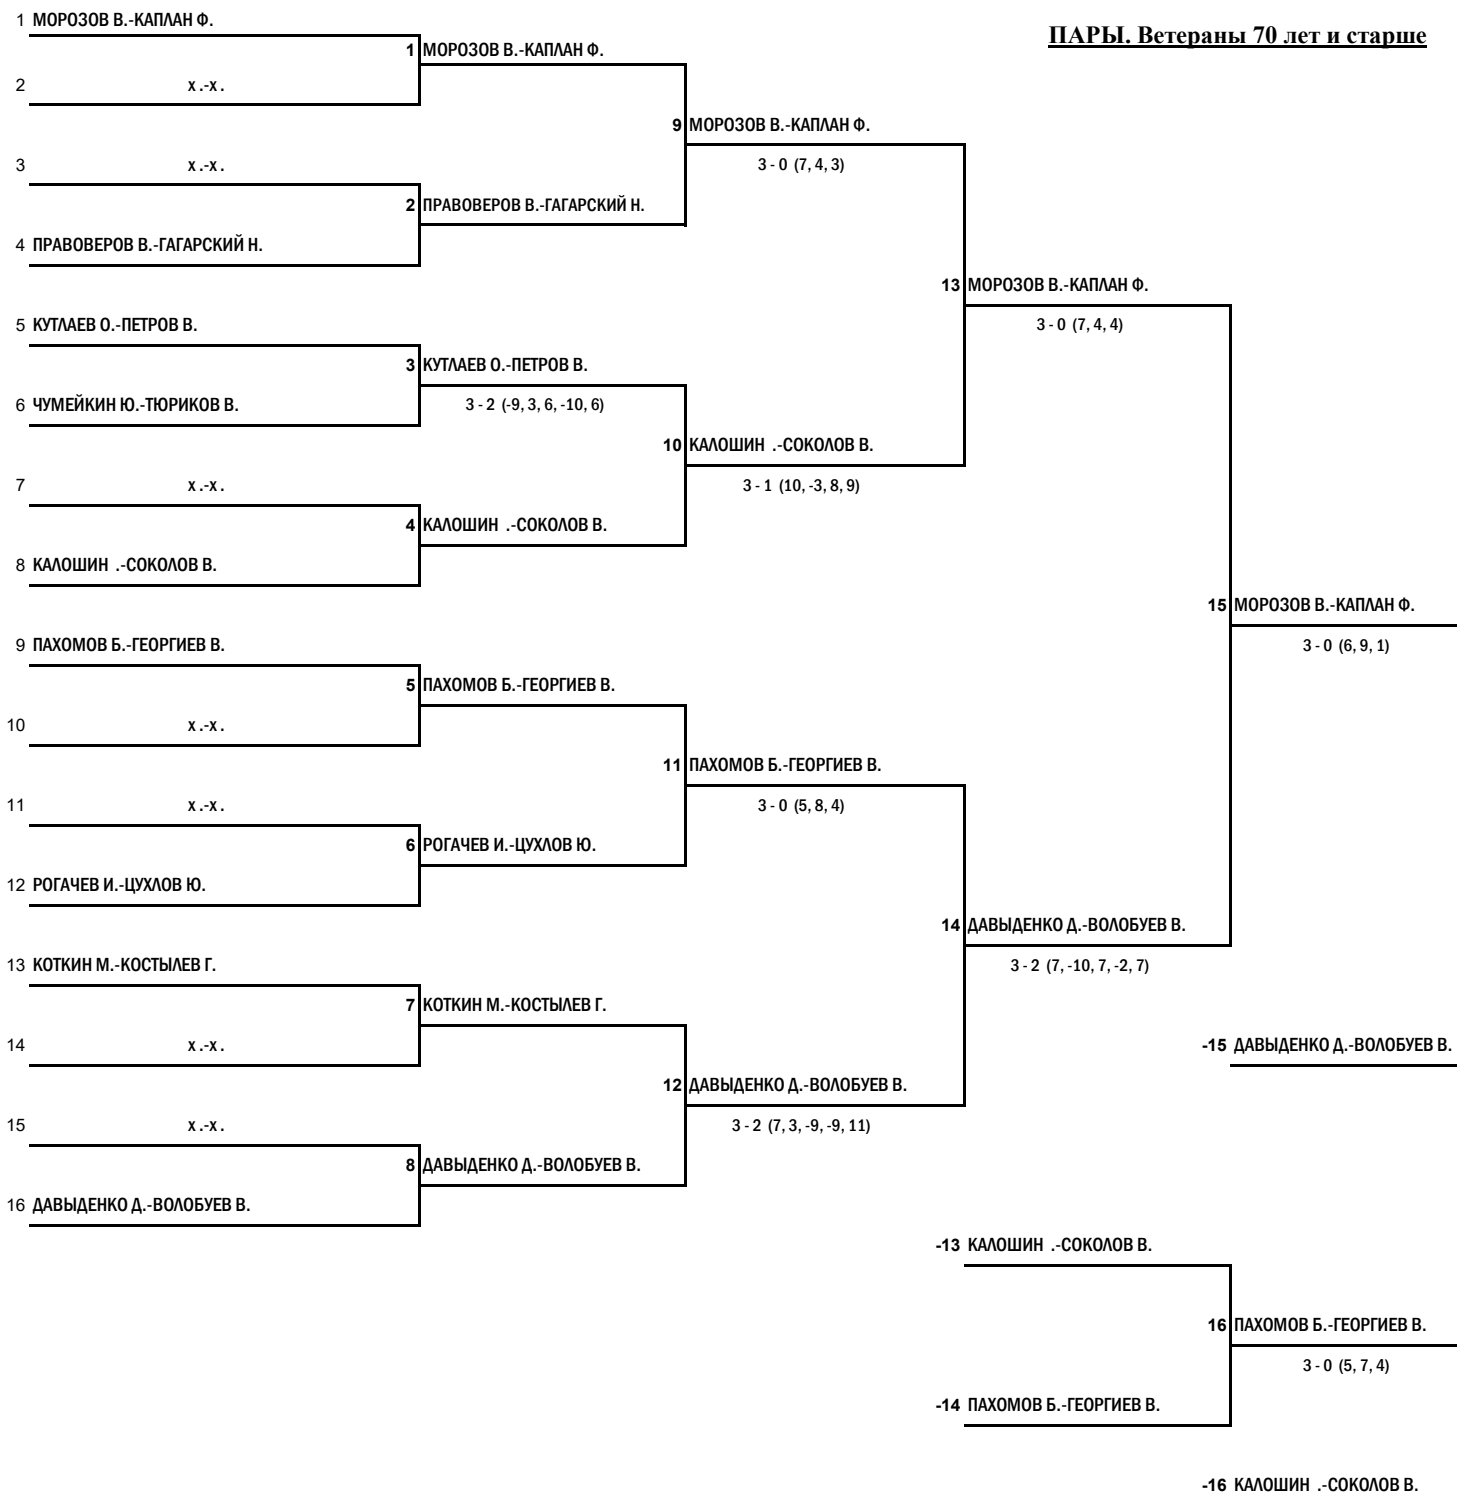 1 МОРОЗОВ В.-КАПЛАН Ф.
ПАРЫ. Ветераны 70 лет и старше
1 МОРОЗОВ В.-КАПЛАН Ф.
2 х .-х .
9 МОРОЗОВ В.-КАПЛАН Ф.
3 х .-х .
3 - 0 (7, 4, 3)
2 ПРАВОВЕРОВ В.-ГАГАРСКИЙ Н.
4 ПРАВОВЕРОВ В.-ГАГАРСКИЙ Н.
13 МОРОЗОВ В.-КАПЛАН Ф.
5 КУТЛАЕВ О.-ПЕТРОВ В.
3 - 0 (7, 4, 4)
3 КУТЛАЕВ О.-ПЕТРОВ В.
6 ЧУМЕЙКИН Ю.-ТЮРИКОВ В.
3 - 2 (-9, 3, 6, -10, 6)
10 КАЛОШИН .-СОКОЛОВ В.
7 х .-х .
3 - 1 (10, -3, 8, 9)
4 КАЛОШИН .-СОКОЛОВ В.
8 КАЛОШИН .-СОКОЛОВ В.
15 МОРОЗОВ В.-КАПЛАН Ф.
9 ПАХОМОВ Б.-ГЕОРГИЕВ В.
3 - 0 (6, 9, 1)
5 ПАХОМОВ Б.-ГЕОРГИЕВ В.
10 х .-х .
11 ПАХОМОВ Б.-ГЕОРГИЕВ В.
11 х .-х .
3 - 0 (5, 8, 4)
6 РОГАЧЕВ И.-ЦУХЛОВ Ю.
12 РОГАЧЕВ И.-ЦУХЛОВ Ю.
14 ДАВЫДЕНКО Д.-ВОЛОБУЕВ В.
13 КОТКИН М.-КОСТЫЛЕВ Г.
3 - 2 (7, -10, 7, -2, 7)
7 КОТКИН М.-КОСТЫЛЕВ Г.
14 х .-х .
-15 ДАВЫДЕНКО Д.-ВОЛОБУЕВ В.
12 ДАВЫДЕНКО Д.-ВОЛОБУЕВ В.
15 х .-х .
3 - 2 (7, 3, -9, -9, 11)
8 ДАВЫДЕНКО Д.-ВОЛОБУЕВ В.
16 ДАВЫДЕНКО Д.-ВОЛОБУЕВ В.
-13 КАЛОШИН .-СОКОЛОВ В.
16 ПАХОМОВ Б.-ГЕОРГИЕВ В.
3 - 0 (5, 7, 4)
-14 ПАХОМОВ Б.-ГЕОРГИЕВ В.
-16 КАЛОШИН .-СОКОЛОВ В.